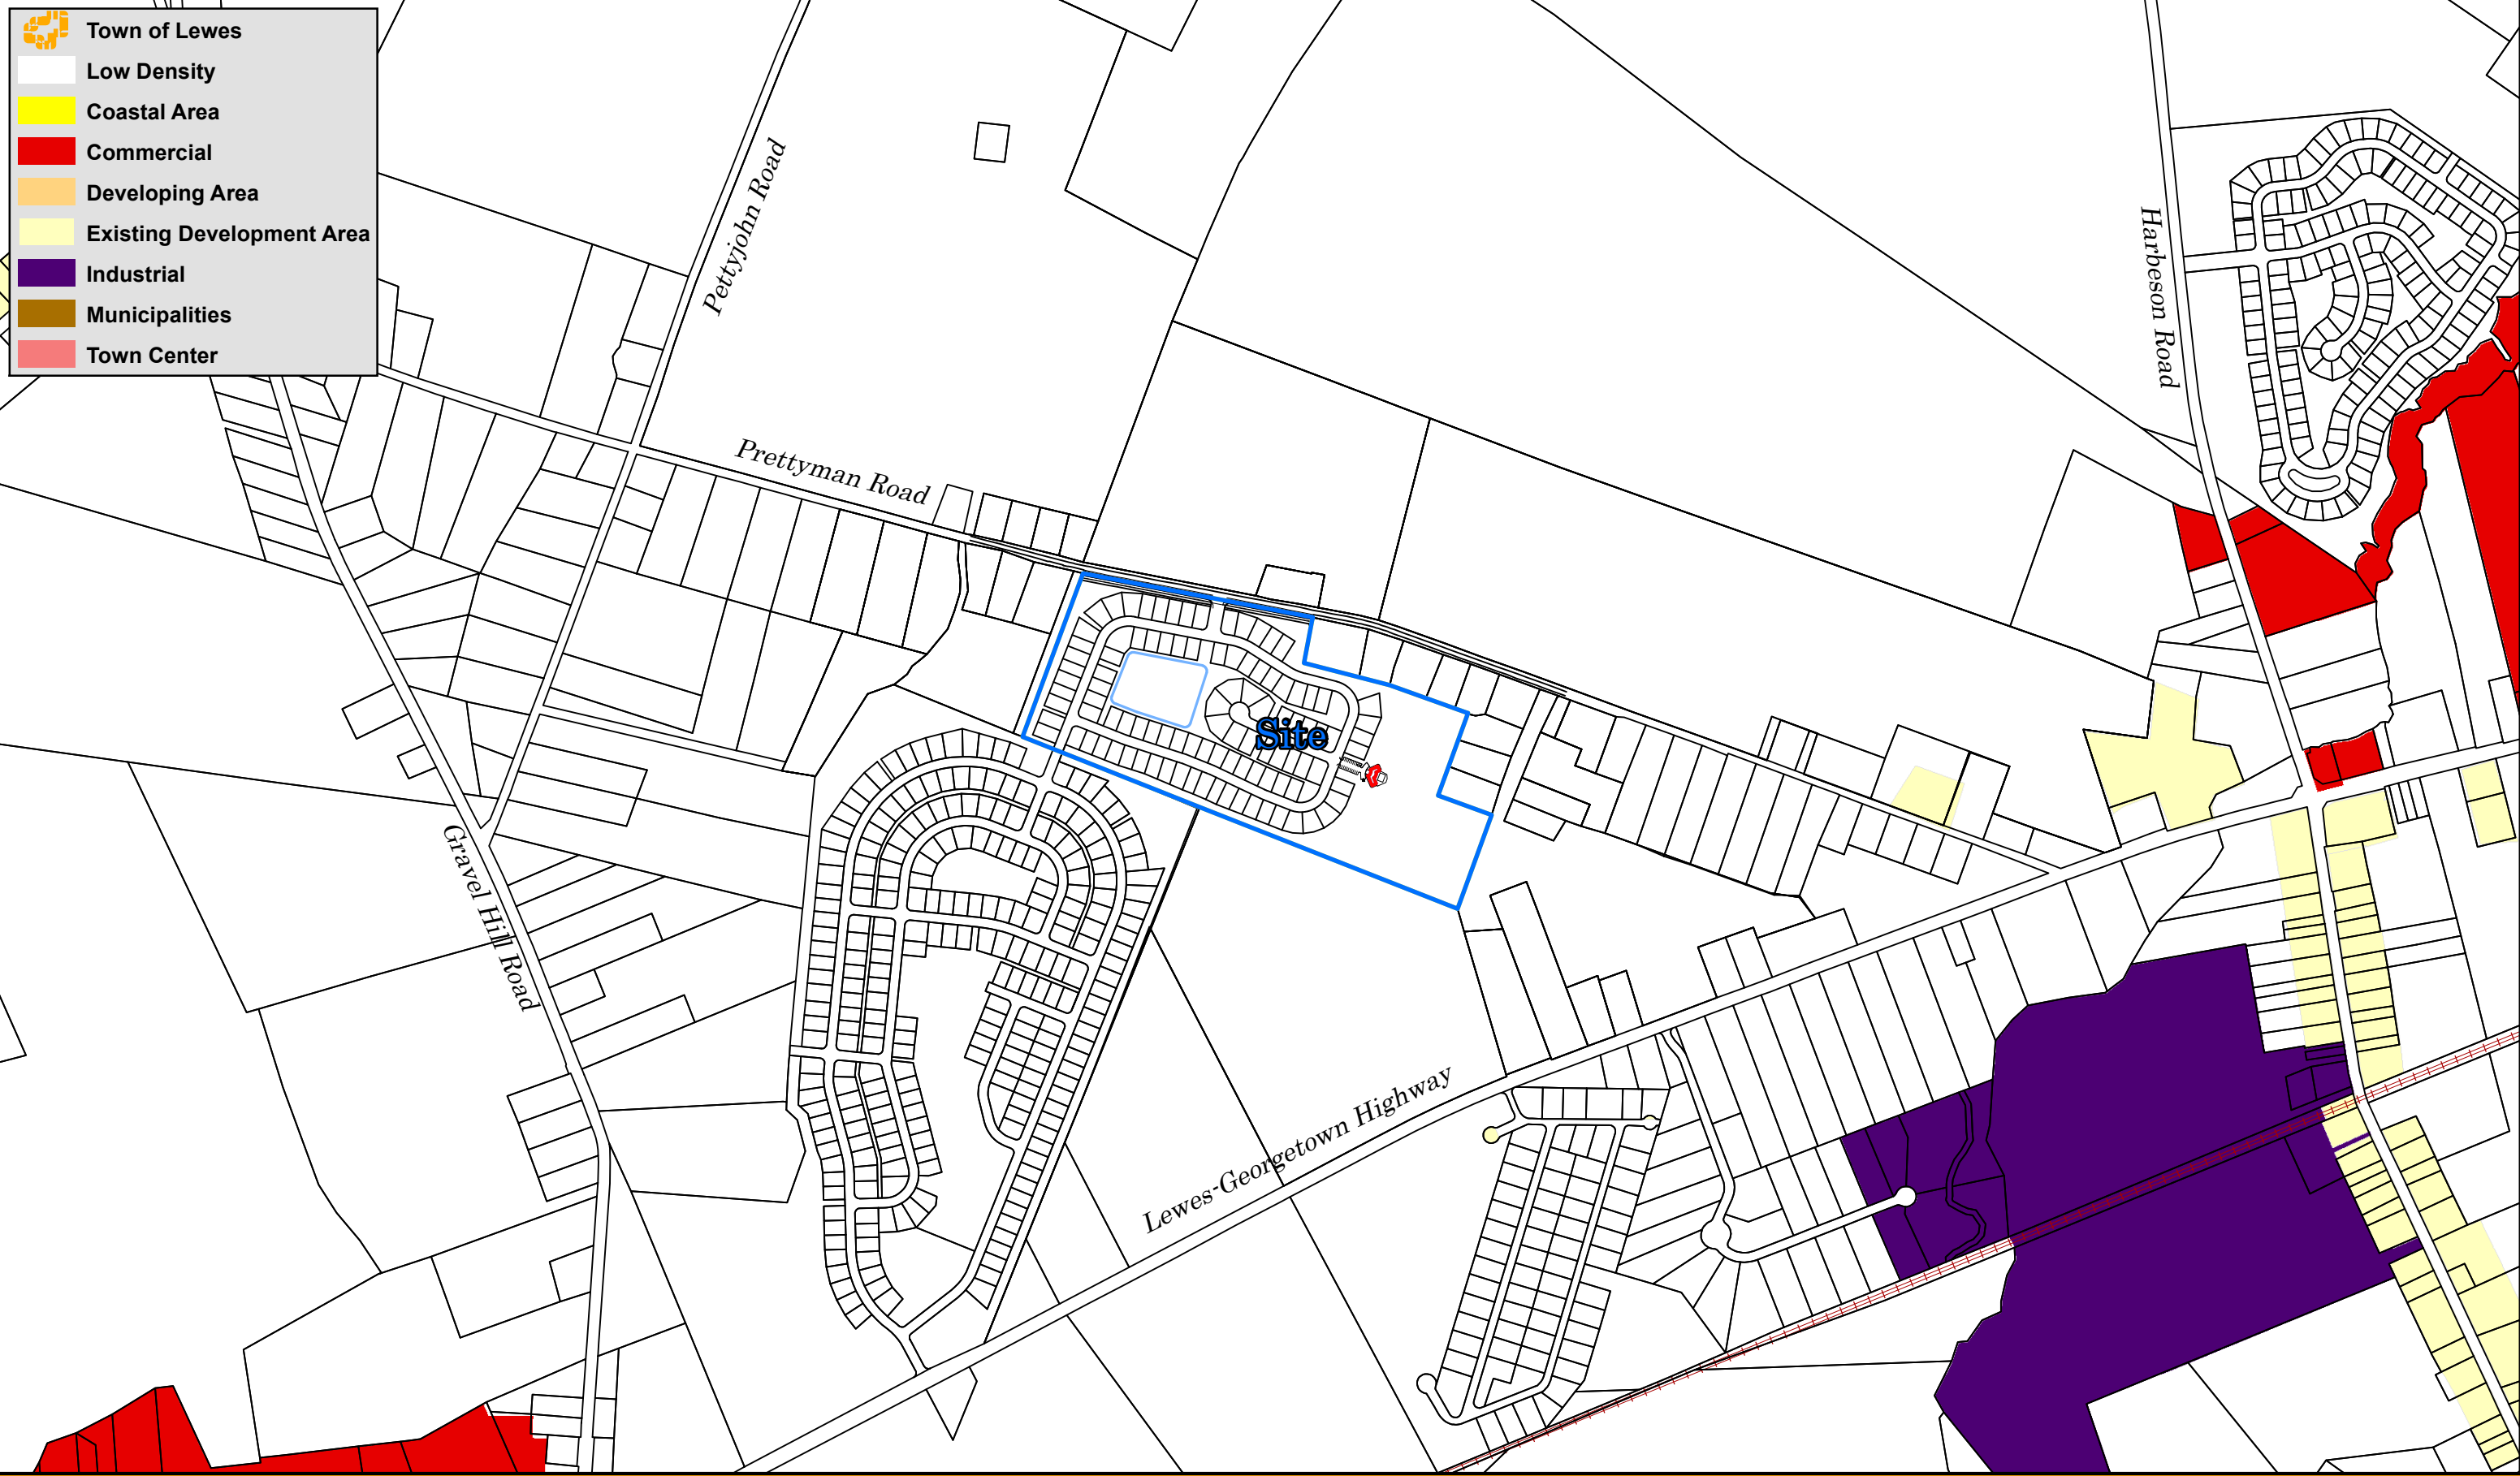 Town of Lewes
Low Density
Coastal Area
Commercial
Developing Area
Existing Development Area
Industrial
Municipalities
Town Center
Pettyjohn Road
Harbeson Road
Prettyman Road
Site
Gravel Hill Road
Lewes-Georgetown Highway